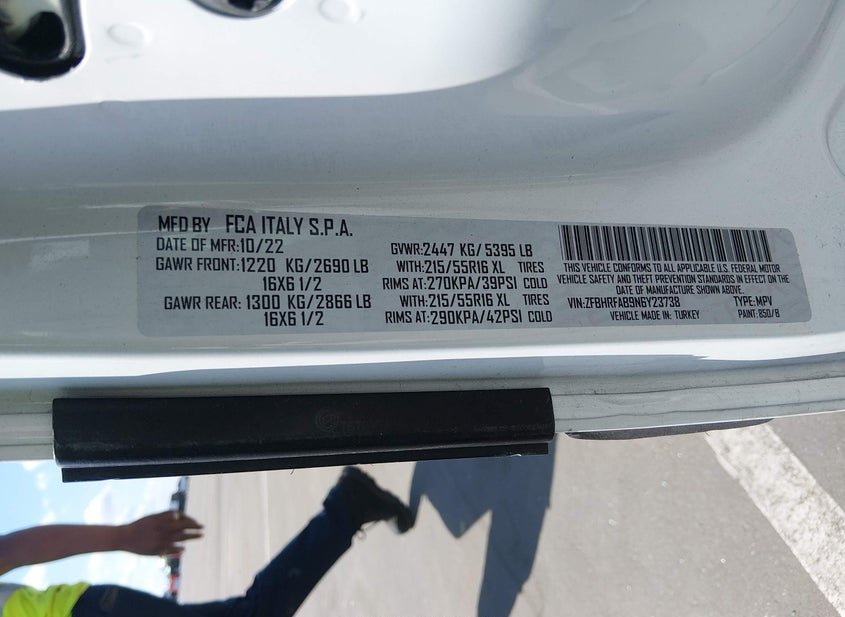 MFD BY FCA ITALY S.P.A.
DATE OF MFR:10/22
GAWR FRONT:1220 KG/2690 LB
16X6 1/2
GAWR REAR: 1300 KG/2866 LB
16X6 1/2
GVWR:2447 KG/5395 LB
WITH:215/55R16 XL TIRES
RIMS AT:270KPA/39PSI COLD
WITH:215/55R16 XL TIRES
RIMS AT:290KPA/42PSI COLD
THIS VEHICLE CONFORMS TO ALL APPLICABLE U.S. FEDERAL MOTOR
VEHICLE SAFETY AND THEFT PREVENTION STANDARDS IN EFFECT ON THE
DATE OF MANUFACTURE SHOWN ABOVE.
VIN:ZFBHRFAB9N6Y23738 TYPE:MPV
VEHICLE MADE IN: TURKEY PAINT: 850/B